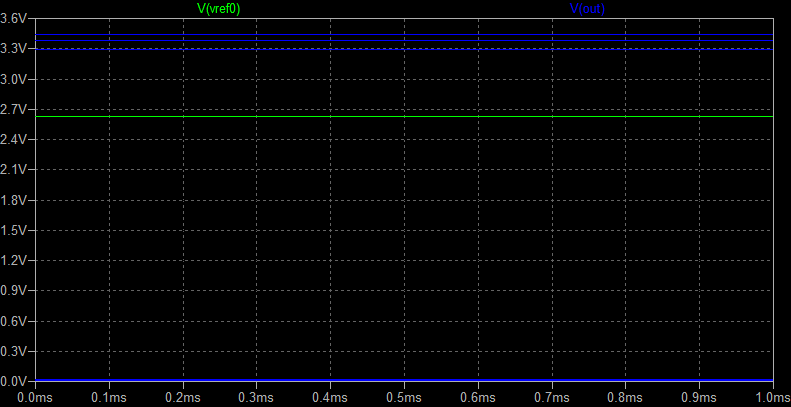 V(vref0) V(out)
3.6V
3.3V
3.0V
2.7V
2.4V
2.1V
1.8V
1.5V
1.2V
0.9V
0.6V
0.3V
0.0V
0.0ms 0.1ms 0.2ms 0.3ms 0.4ms 0.5ms 0.6ms 0.7ms 0.8ms 0.9ms 1.0ms